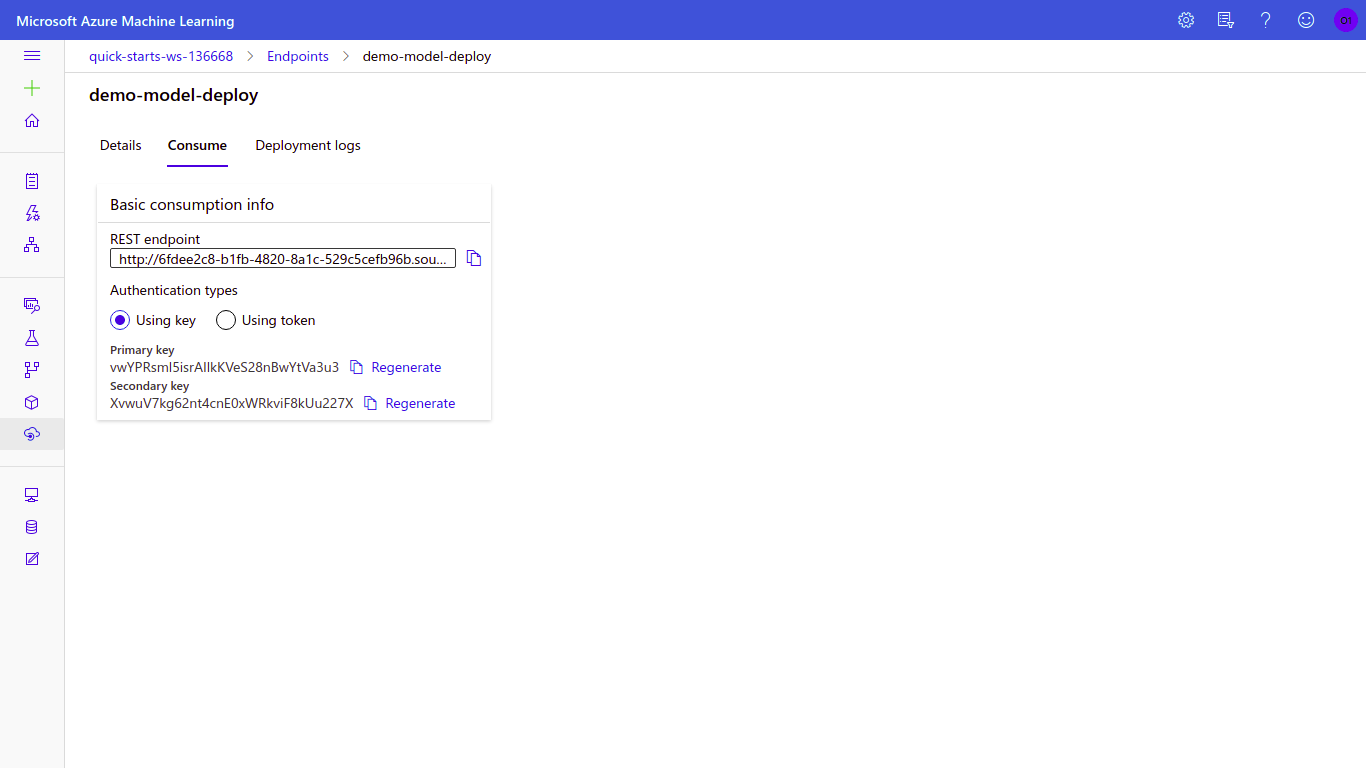 Microsoft Azure Machine Learning
O1
quick-starts-ws-136668 > Endpoints > demo-model-deploy
demo-model-deploy
Details Consume Deployment logs
Basic consumption info
REST endpoint
http://6fdee2c8-b1fb-4820-8a1c-529c5cefb96b.sou...
Authentication types
Using key Using token
Primary key
vwYPRsmI5isrAIIkKVeS28nBwYtVa3u3 Regenerate
Secondary key
XvwuV7kg62nt4cnE0xWRkviF8kUu227X Regenerate